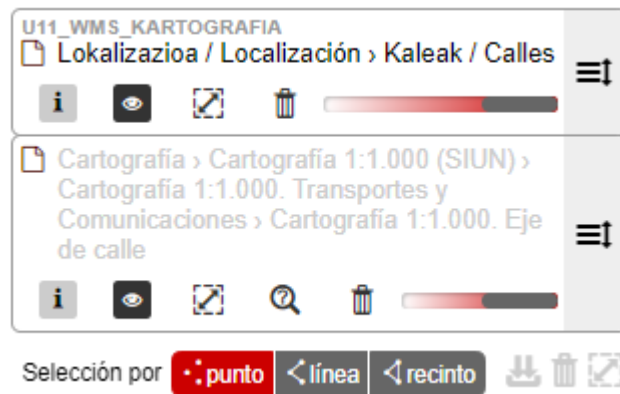 U11_WMS_KARTOGRAFIA
Lokalizazioa / Localización › Kaleak / Calles
Cartografía › Cartografía 1:1.000 (SIUN) ›
Cartografía 1:1.000. Transportes y
Comunicaciones › Cartografía 1:1.000. Eje
de calle
Selección por punto línea recinto